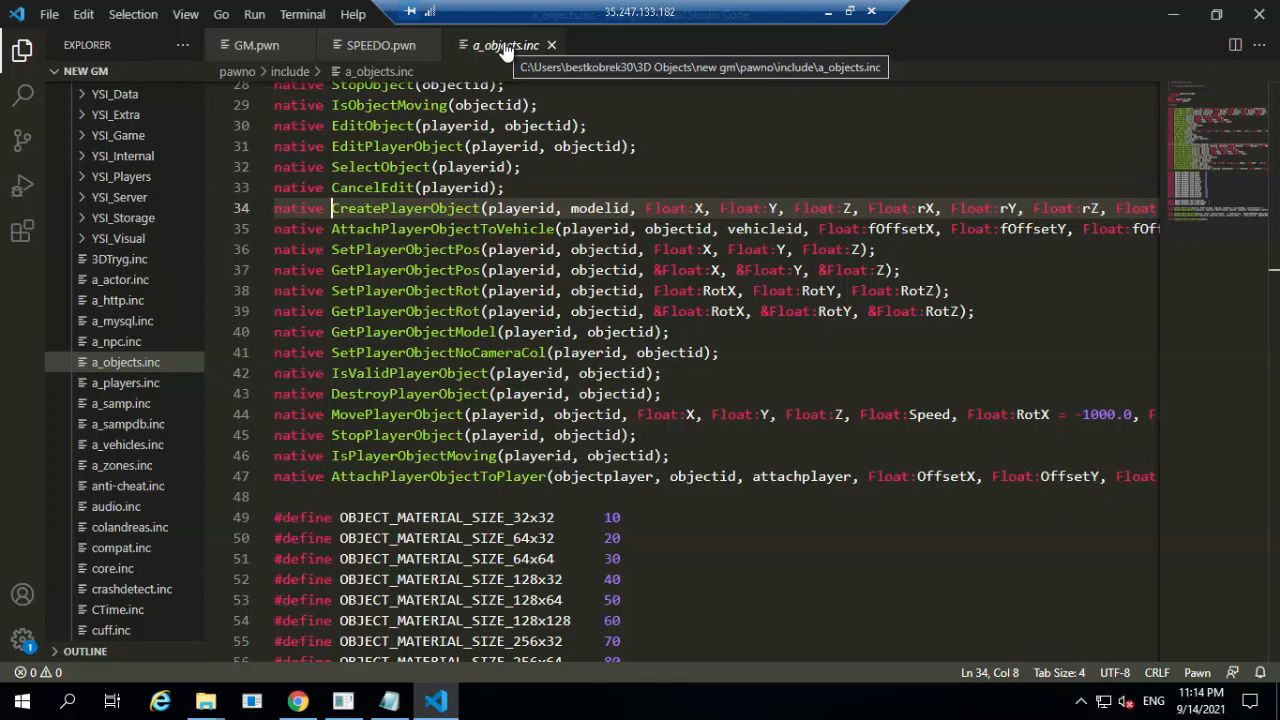 File Edit Selection View Go Run Terminal Help
35.247.133.182
EXPLORER
GM.pwn
SPEEDO.pwn
a_objects.inc
NEW GM
pawno > include > a_objects.inc
C:\Users\bestkobrek30\3D Objects\new gm\pawno\include\a_objects.inc
YSI_Data
YSI_Extra
YSI_Game
YSI_Internal
YSI_Players
YSI_Server
YSI_Storage
YSI_Visual
3DTryg.inc
a_actor.inc
a_http.inc
a_mysql.inc
a_npc.inc
a_objects.inc
a_players.inc
a_samp.inc
a_sampdb.inc
a_vehicles.inc
a_zones.inc
anti-cheat.inc
audio.inc
colandreas.inc
compat.inc
core.inc
crashdetect.inc
CTime.inc
cuff.inc
OUTLINE
28 native StopObject(objectid);
29 native IsObjectMoving(objectid);
30 native EditObject(playerid, objectid);
31 native EditPlayerObject(playerid, objectid);
32 native SelectObject(playerid);
33 native CancelEdit(playerid);
34 native CreatePlayerObject(playerid, modelid, Float:X, Float:Y, Float:Z, Float:rX, Float:rY, Float:rZ, Float
35 native AttachPlayerObjectToVehicle(playerid, objectid, vehicleid, Float:fOffsetX, Float:fOffsetY, Float:fOf
36 native SetPlayerObjectPos(playerid, objectid, Float:X, Float:Y, Float:Z);
37 native GetPlayerObjectPos(playerid, objectid, &Float:X, &Float:Y, &Float:Z);
38 native SetPlayerObjectRot(playerid, objectid, Float:RotX, Float:RotY, Float:RotZ);
39 native GetPlayerObjectRot(playerid, objectid, &Float:RotX, &Float:RotY, &Float:RotZ);
40 native GetPlayerObjectModel(playerid, objectid);
41 native SetPlayerObjectNoCameraCol(playerid, objectid);
42 native IsValidPlayerObject(playerid, objectid);
43 native DestroyPlayerObject(playerid, objectid);
44 native MovePlayerObject(playerid, objectid, Float:X, Float:Y, Float:Z, Float:Speed, Float:RotX = -1000.0, F
45 native StopPlayerObject(playerid, objectid);
46 native IsPlayerObjectMoving(playerid, objectid);
47 native AttachPlayerObjectToPlayer(objectplayer, objectid, attachplayer, Float:OffsetX, Float:OffsetY, Float
48
49 #define OBJECT_MATERIAL_SIZE_32x32 10
50 #define OBJECT_MATERIAL_SIZE_64x32 20
51 #define OBJECT_MATERIAL_SIZE_64x64 30
52 #define OBJECT_MATERIAL_SIZE_128x32 40
53 #define OBJECT_MATERIAL_SIZE_128x64 50
54 #define OBJECT_MATERIAL_SIZE_128x128 60
55 #define OBJECT_MATERIAL_SIZE_256x32 70
56 #define OBJECT_MATERIAL_SIZE_256x64 80
1
0 0
Ln 34, Col 8 Tab Size: 4 UTF-8 CRLF Pawn
ENG
11:14 PM
9/14/2021